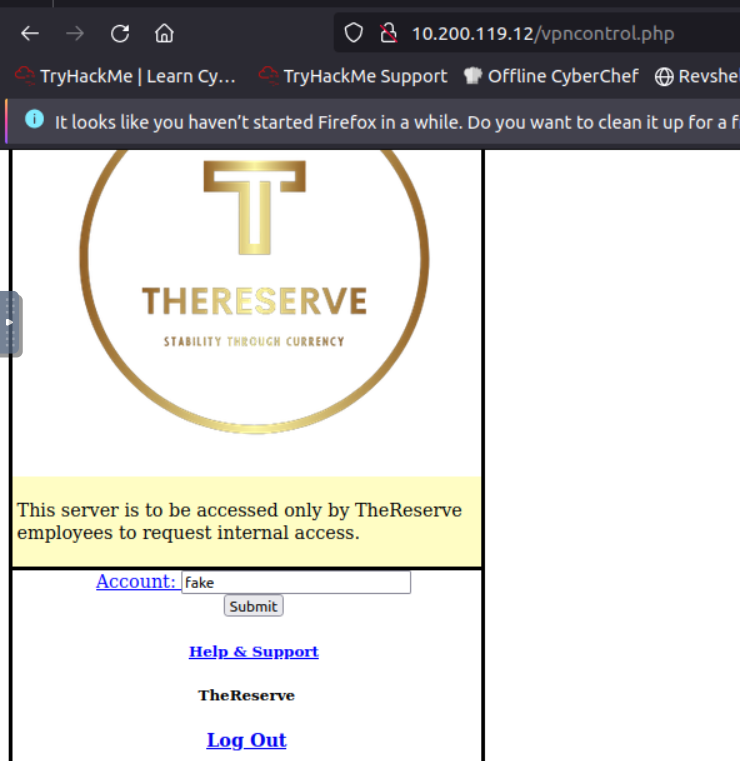 10.200.119.12/vpncontrol.php
TryHackMe | Learn Cy... TryHackMe Support Offline CyberChef Revshe
It looks like you haven't started Firefox in a while. Do you want to clean it up for a f
T
THERESERVE
STABILITY THROUGH CURRENCY
This server is to be accessed only by TheReserve
employees to request internal access.
Account: fake
Submit
Help & Support
TheReserve
Log Out